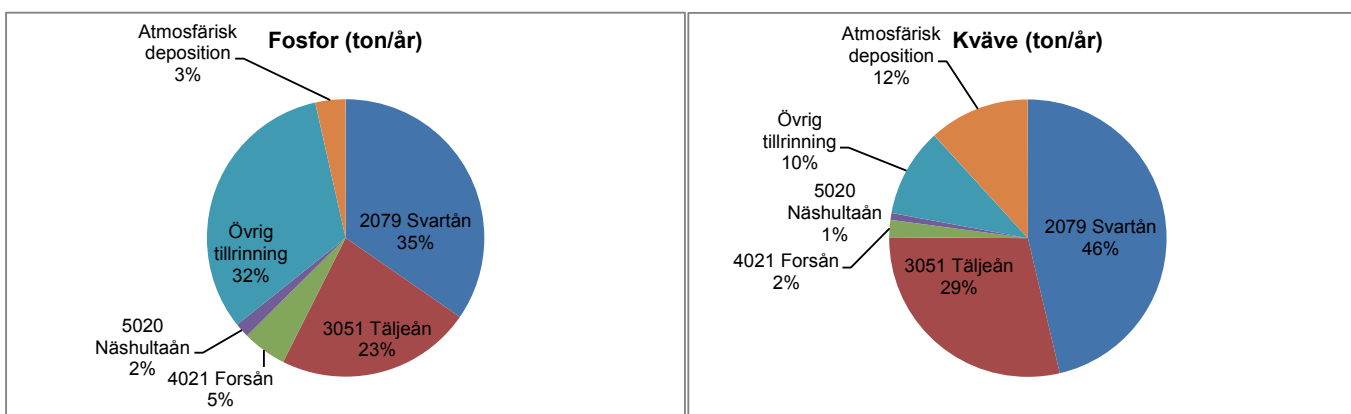 Fosfor (ton/år)
Atmosfärisk
deposition
3%
2079 Svartån
35%
Övrig
tillrinning
32%
3051 Täljeån
23%
5020
Näshultaån
2%
4021 Forsån
5%
Kväve (ton/år)
Atmosfärisk
deposition
12%
Övrig
tillrinning
10%
5020
Näshultaån
1%
2079 Svartån
46%
4021 Forsån
2%
3051 Täljeån
29%